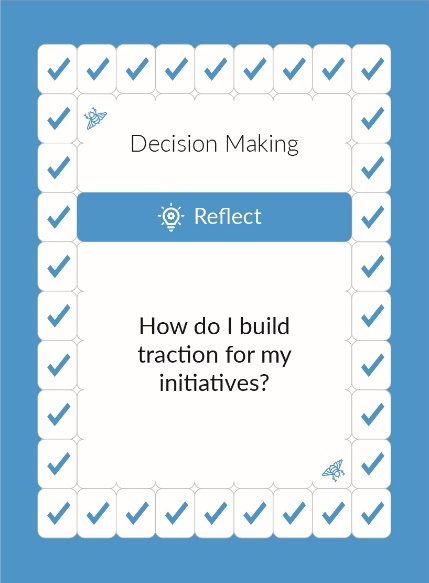 Decision Making
Reflect
How do I build
traction for my
initiatives?